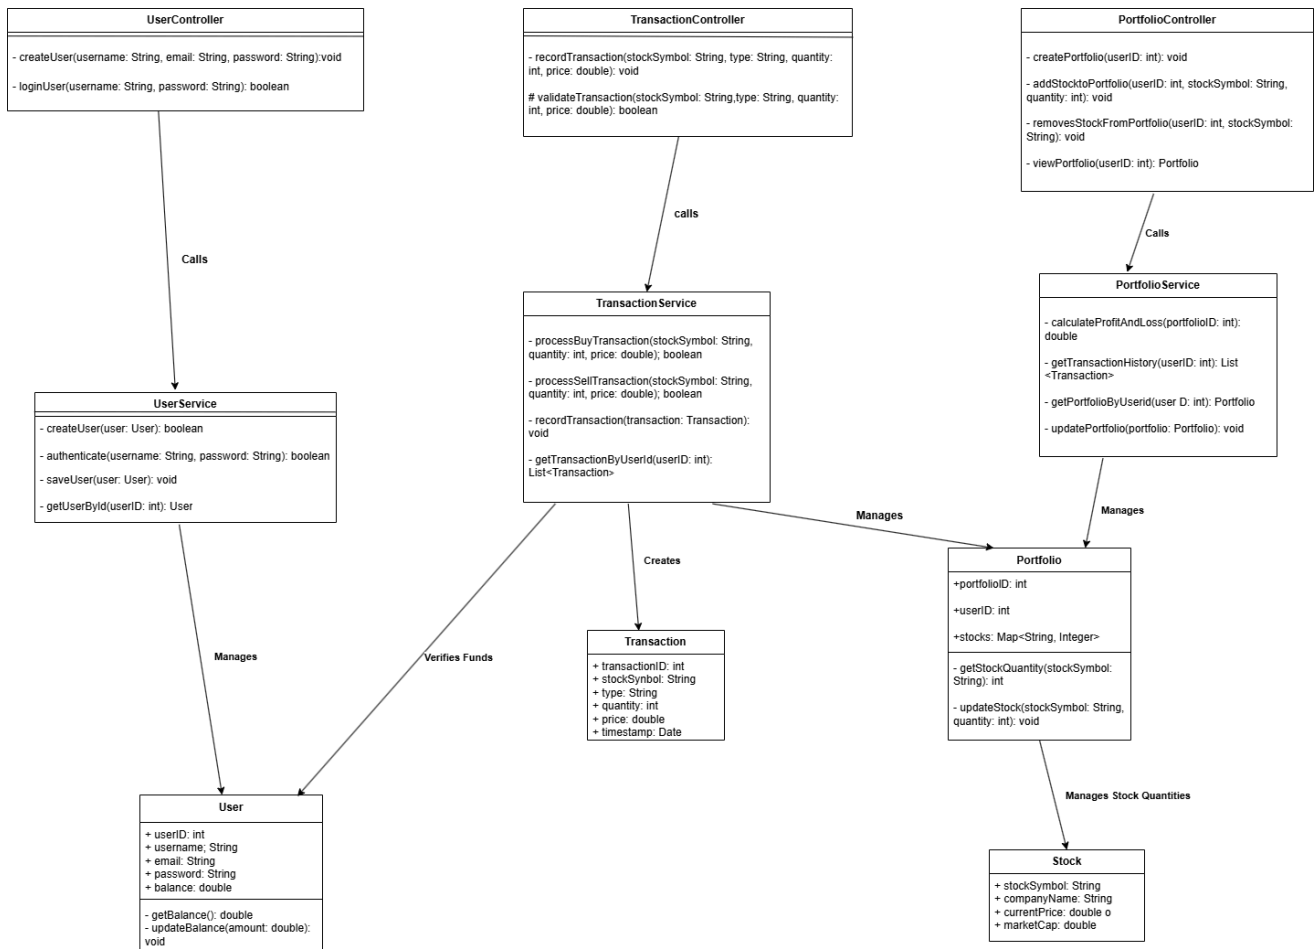 UserController
- createUser(username: String, email: String, password: String):void
- loginUser(username: String, password: String): boolean
TransactionController
- recordTransaction(stockSymbol: String, type: String, quantity:
int, price: double): void
# validateTransaction(stockSymbol: String,type: String, quantity:
int, price: double): boolean
PortfolioController
- createPortfolio(userID: int): void
- addStocktoPortfolio(userID: int, stockSymbol: String,
quantity: int): void
- removesStockFromPortfolio(userID: int, stockSymbol:
String): void
- viewPortfolio(userID: int): Portfolio
Calls
calls
Calls
UserService
- createUser(user: User): boolean
- authenticate(username: String, password: String): boolean
- saveUser(user: User): void
- getUserById(userID: int): User
TransactionService
- processBuyTransaction(stockSymbol: String,
quantity: int, price: double); boolean
- processSellTransaction(stockSymbol: String,
quantity: int, price: double); boolean
- recordTransaction(transaction: Transaction):
void
- getTransactionByUserId(userID: int):
List<Transaction>
PortfolioService
- calculateProfitAndLoss(portfolioID: int):
double
- getTransactionHistory(userID: int): List
<Transaction>
- getPortfolioByUserid(user D: int): Portfolio
- updatePortfolio(portfolio: Portfolio): void
Manages
Verifies Funds
Creates
Manages
Manages
Transaction
+ transactionID: int
+ stockSynbol: String
+ type: String
+ quantity: int
+ price: double
+ timestamp: Date
Portfolio
+portfolioID: int
+userID: int
+stocks: Map<String, Integer>
- getStockQuantity(stockSymbol:
String): int
- updateStock(stockSymbol: String,
quantity: int): void
Manages Stock Quantities
User
+ userID: int
+ username; String
+ email: String
+ password: String
+ balance: double
- getBalance(): double
- updateBalance(amount: double):
void
Stock
+ stockSymbol: String
+ companyName: String
+ currentPrice: double o
+ marketCap: double